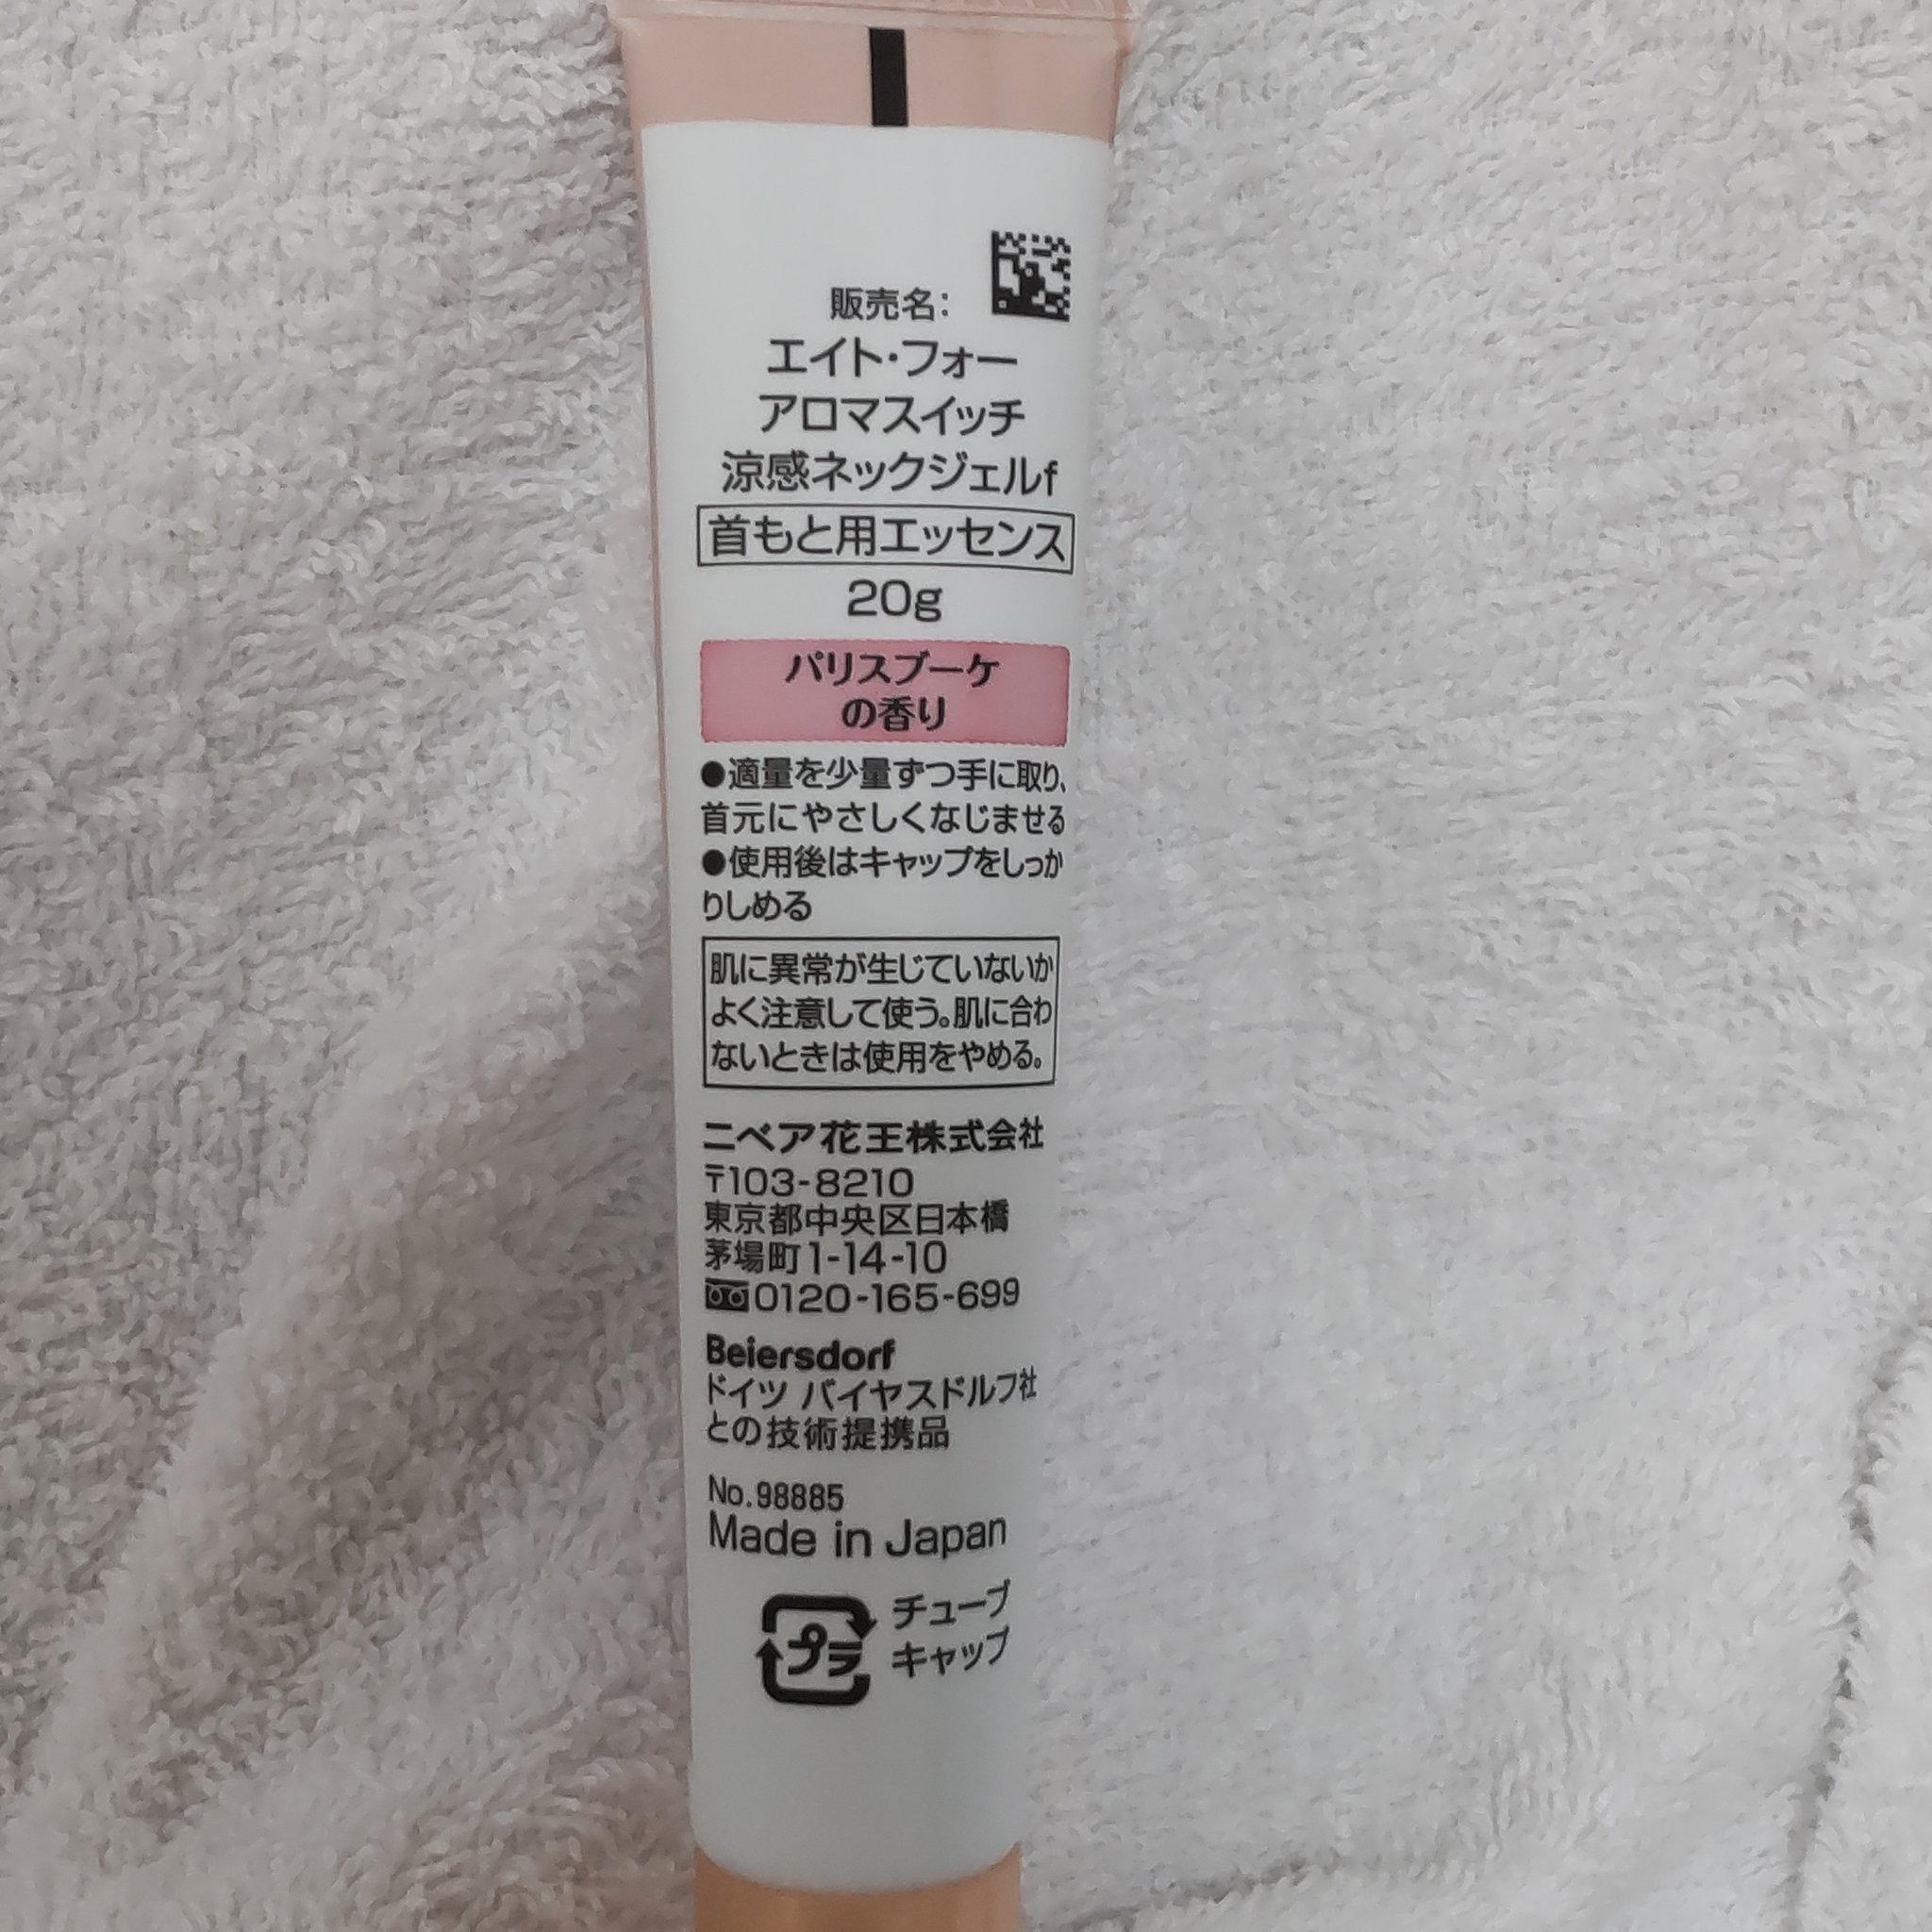 販売名:
エイト・フォー
アロマスイッチ
涼感ネックジェルf
首もと用エッセンス
20g
パリスブーケ
の香り
●適量を少量ずつ手に取り、
首元にやさしくなじませる
●使用後はキャップをしっか
りしめる
肌に異常が生じていないか
よく注意して使う。肌に合わ
ないときは使用をやめる。
ニベア花王株式会社
〒103-8210
東京都中央区日本橋
茅場町1-14-10
0120-165-699
Beiersdorf
ドイツ バイヤスドルフ社
との技術提携品
No.98885
Made in Japan
プラ
チューブ
キャップ